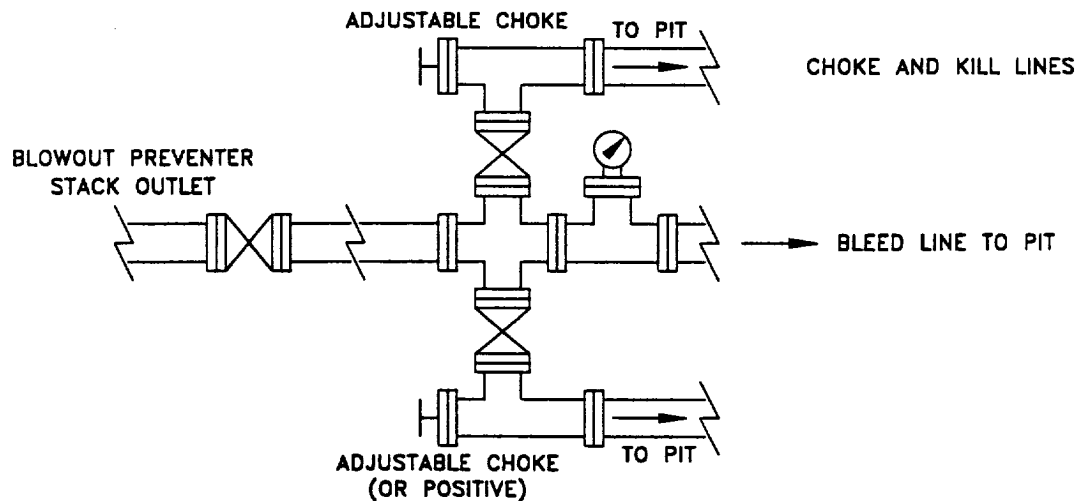 ADJUSTABLE CHOKE
TO PIT
CHOKE AND KILL LINES
BLOWOUT PREVENTER
STACK OUTLET
BLEED LINE TO PIT
TO PIT
ADJUSTABLE CHOKE
(OR POSITIVE)